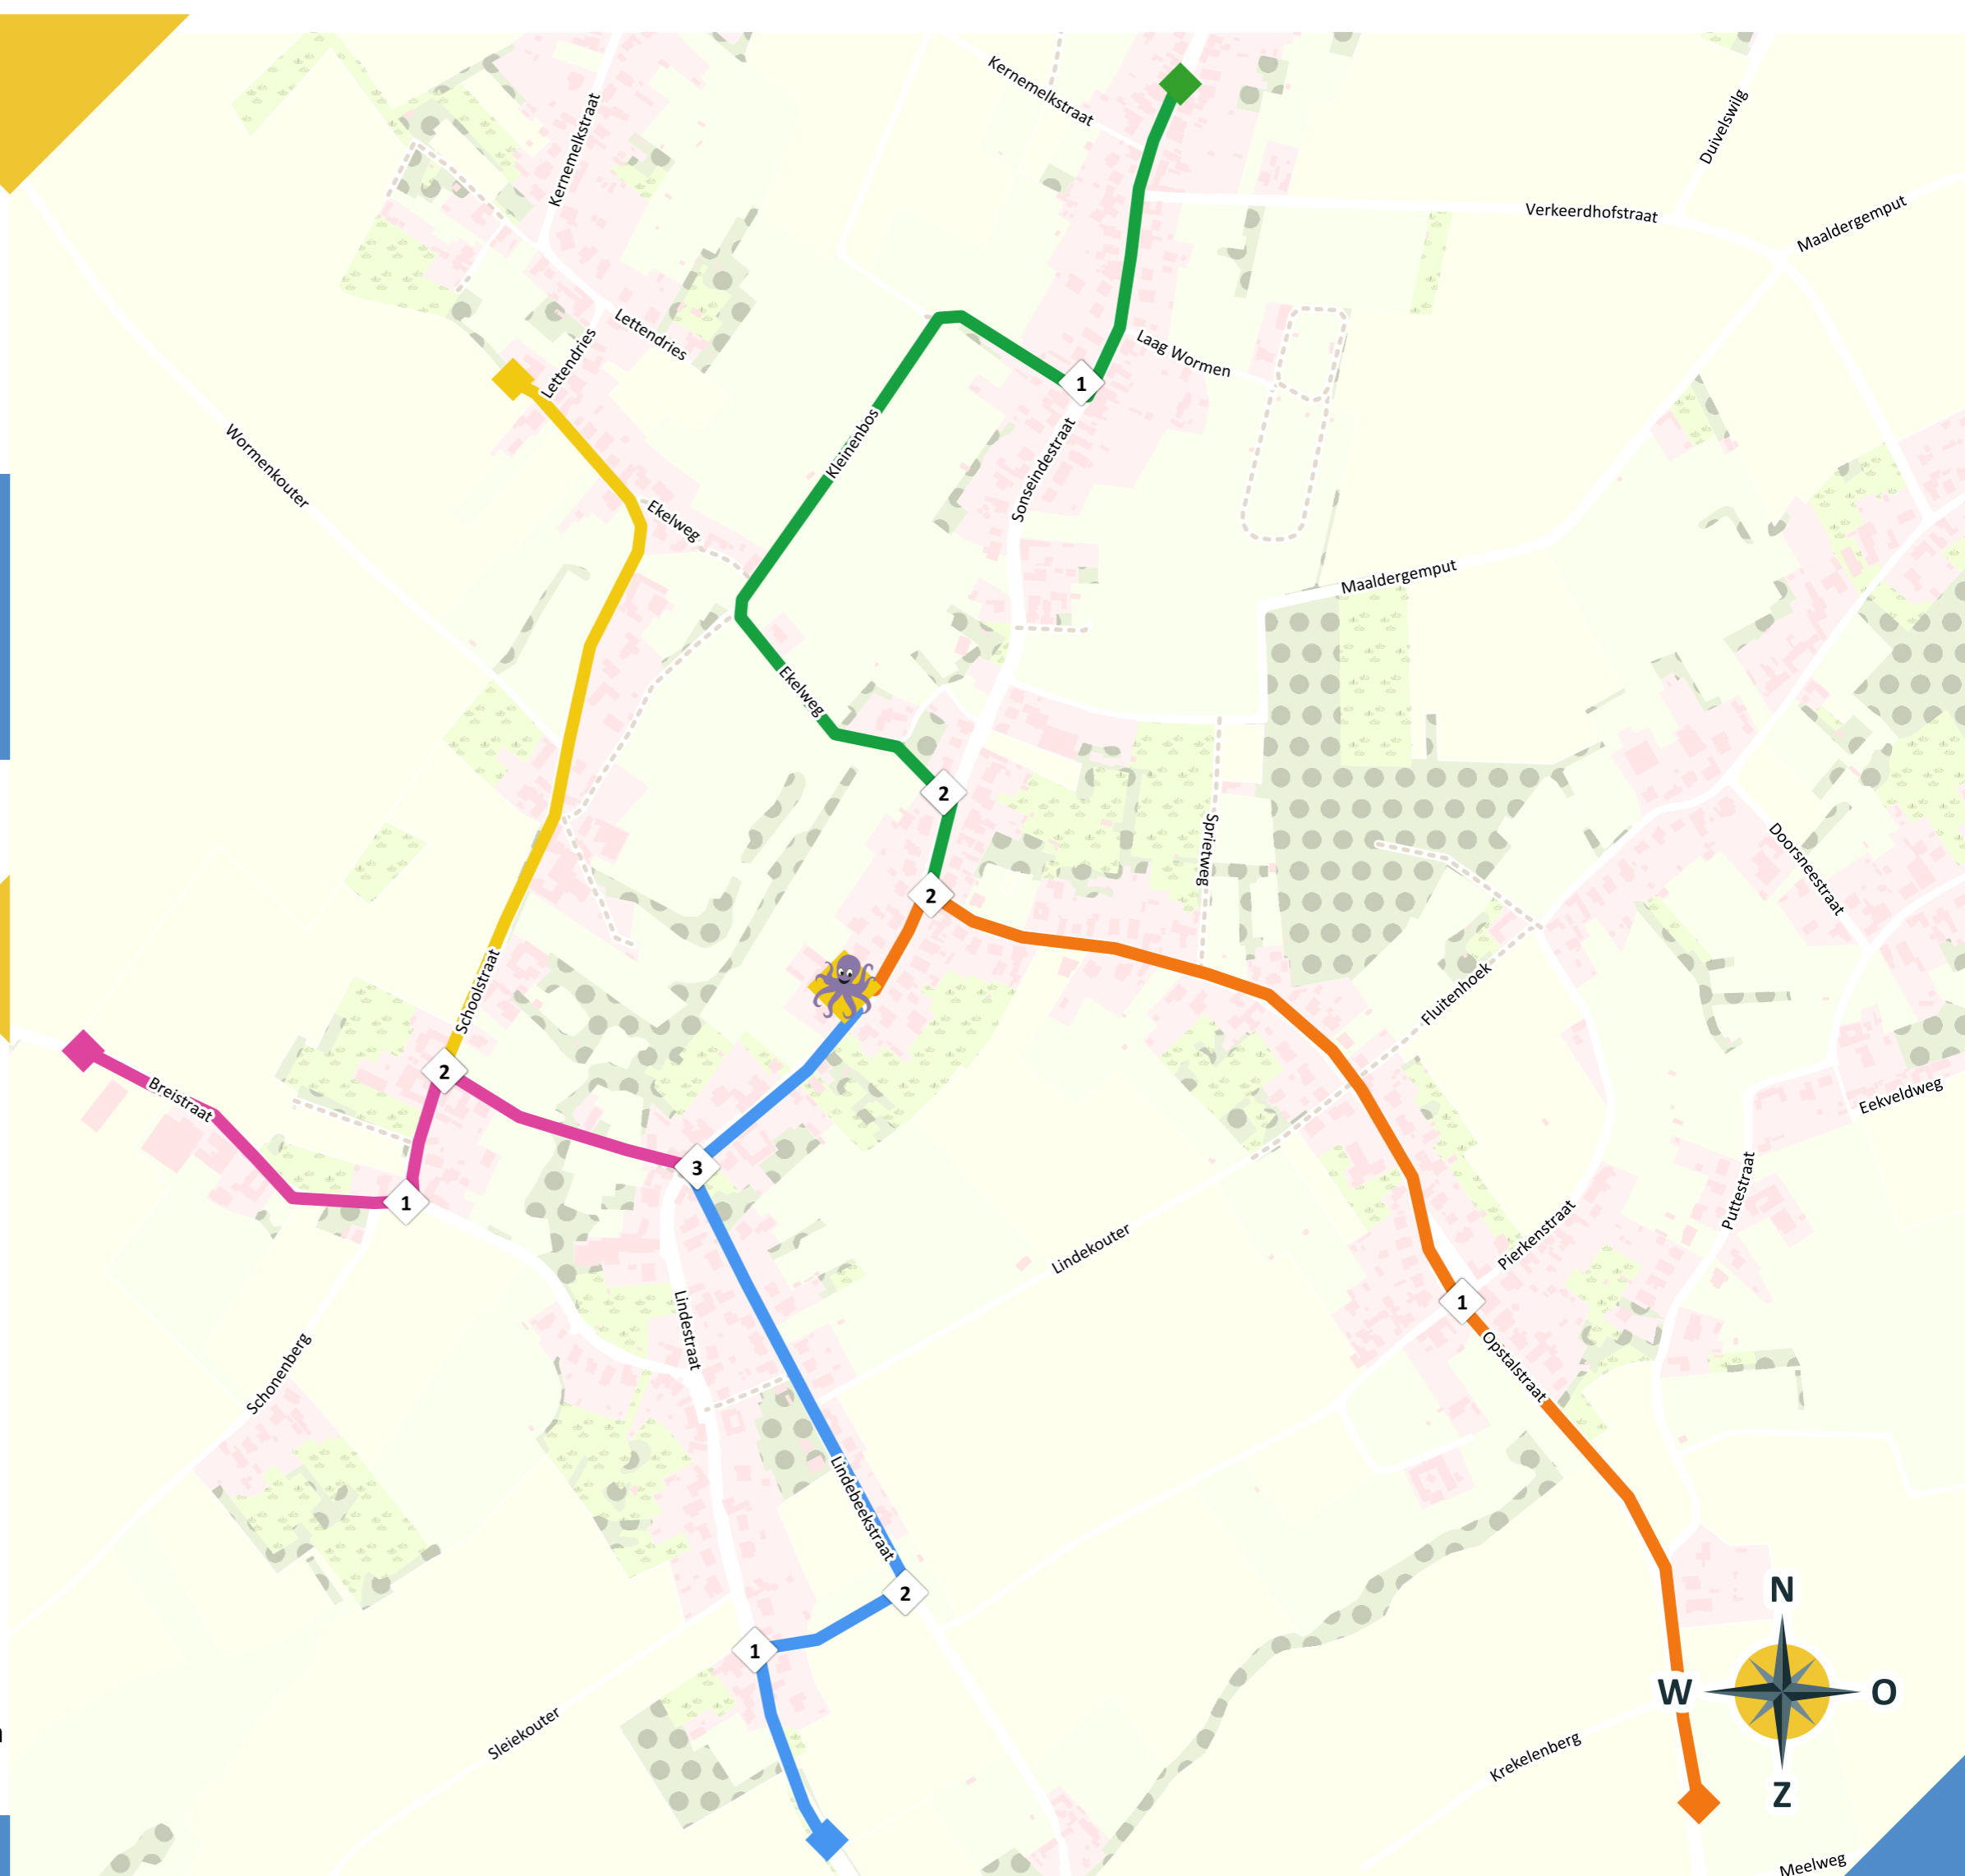 Kernemelkstraat
Kernemelkstraat
Duivelswilg
Verkeerdhofstraat
Maaldergemput
Lettendries
Lettendries
Laag Wormen
1
Wormenkouter
Kleinenbos
Sonseindestraat
Ekelweg
Maaldergemput
Ekelweg
2
Sprietweg
Doorsneestraat
2
Schoolstraat
Fluitenhoek
2
Breistraat
Eekveldweg
3
1
Puttestraat
Lindekouter
Pierkenstraat
1
Lindestraat
Schonenberg
Opstalstraat
Lindebeekstraat
2
N
1
W
O
Sleiekouter
Krekelenberg
Z
Meelweg